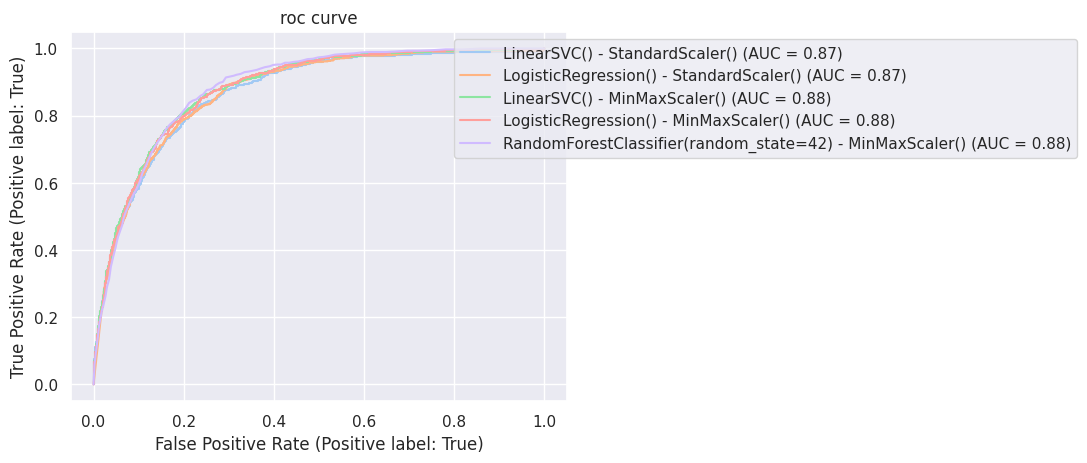 roc curve
True Positive Rate (Positive label: True)
1.0
0.8
0.6
0.4
0.2
0.0
LinearSVC() - StandardScaler() (AUC = 0.87)
LogisticRegression() - StandardScaler() (AUC = 0.87)
LinearSVC() - MinMaxScaler() (AUC = 0.88)
LogisticRegression() - MinMaxScaler() (AUC = 0.88)
RandomForestClassifier(random_state=42) - MinMaxScaler() (AUC = 0.88)
0.0 0.2 0.4 0.6 0.8 1.0
False Positive Rate (Positive label: True)